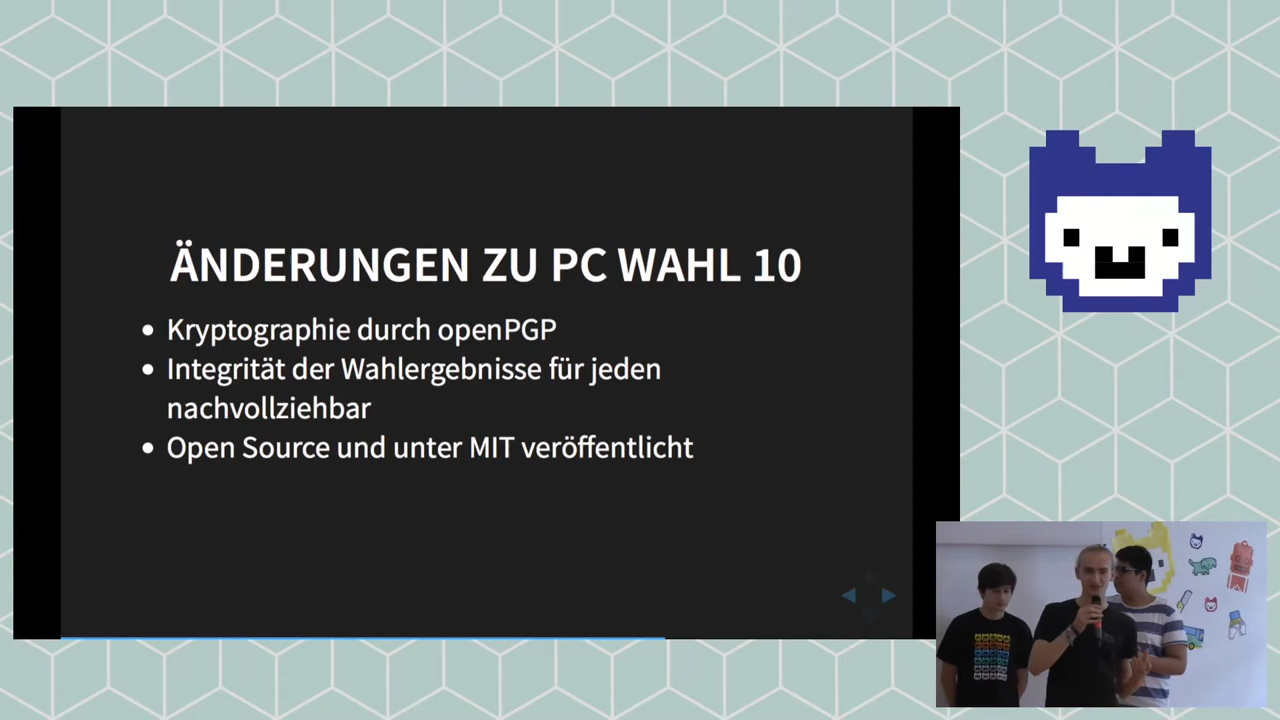 ÄNDERUNGEN ZU PC WAHL 10
Kryptographie durch openPGP
Integrität der Wahlergebnisse für jeden
nachvollziehbar
Open Source und unter MIT veröffentlicht